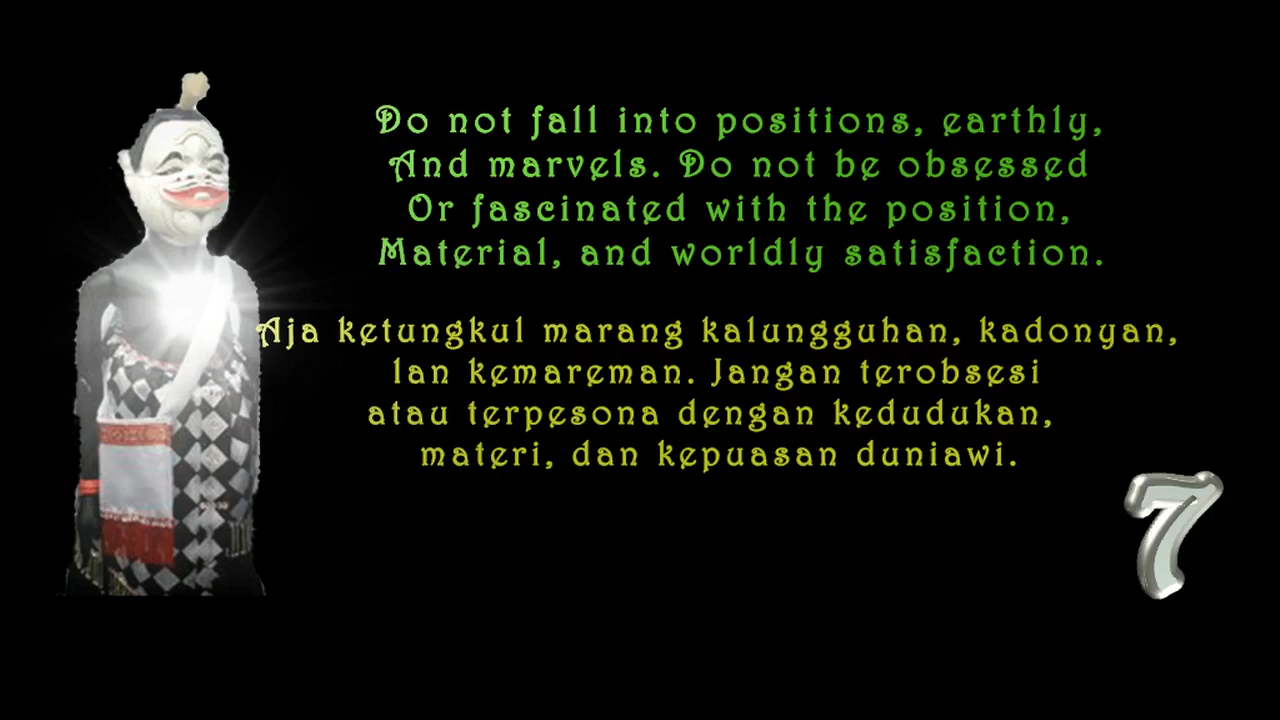 Do not fall into positions, earthly,
And marvels. Do not be obsessed
Or fascinated with the position,
Material, and worldly satisfaction.
Aja ketungkul marang kalungguhan, kadonyan,
lan kemareman. Jangan terobsesi
atau terpesona dengan kedudukan,
materi, dan kepuasan duniawi.
7